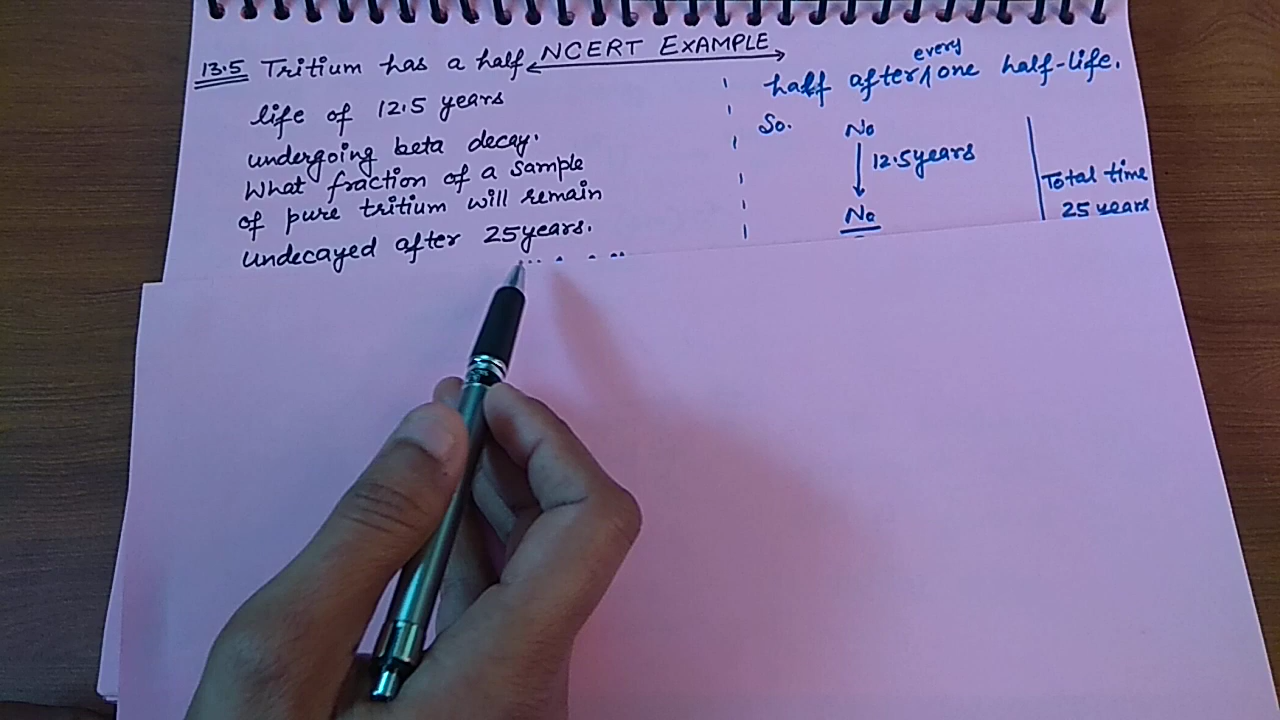 NCERT EXAMPLE
13.5 Tritium has a half
life of 12.5 years
undergoing beta decay.
What fraction of a sample
of pure tritium will remain
undecayed after 25years.
every
half after one half-life.
So. No
12.5years
No
Total time
25 years